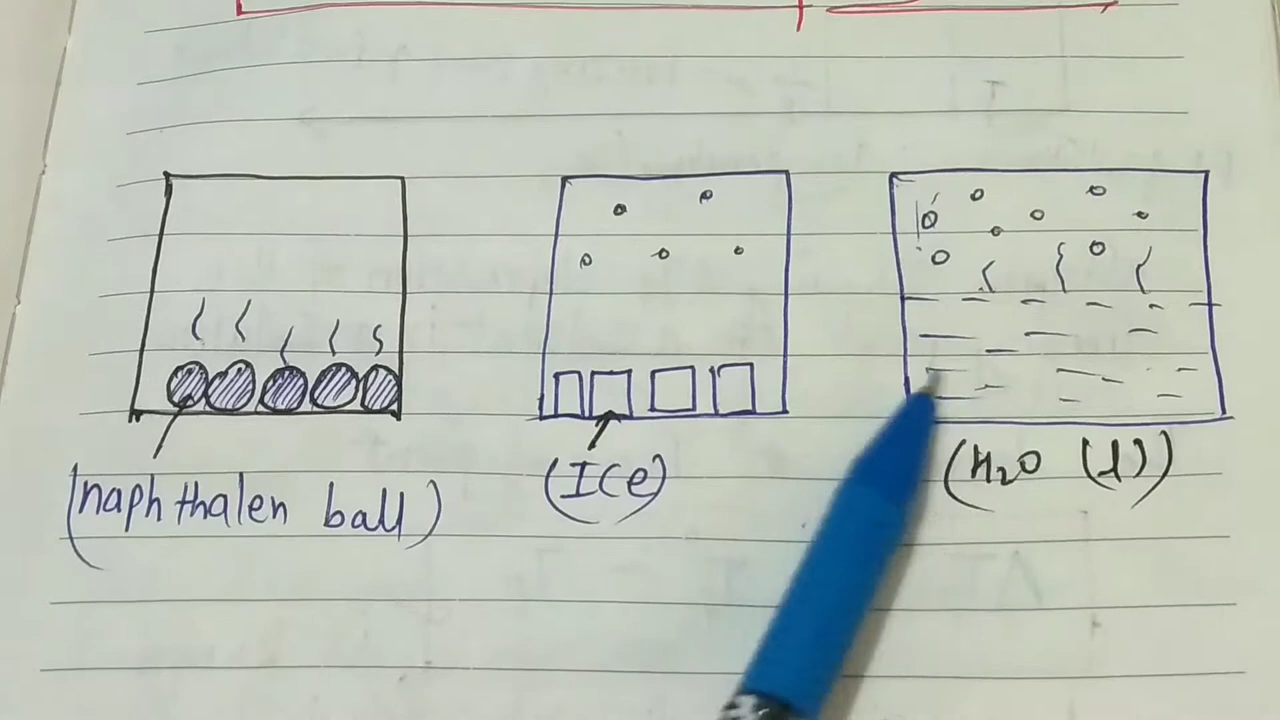 (naphthalen ball)
(Ice)
(H₂O (l))